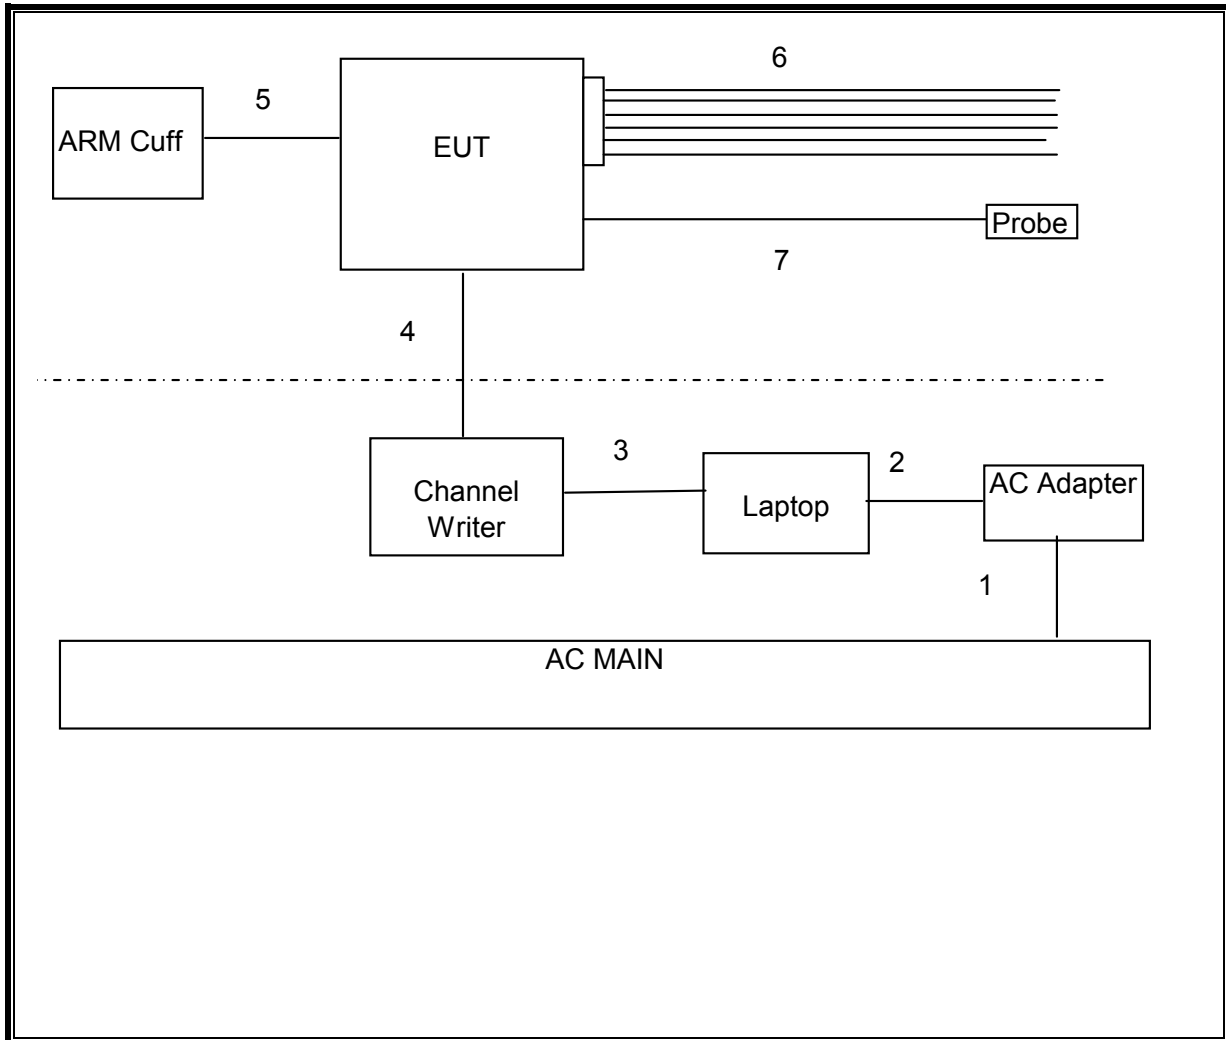 6
5
ARM Cuff
EUT
Probe
7
4
3
2
Channel
Writer
Laptop
AC Adapter
1
AC MAIN